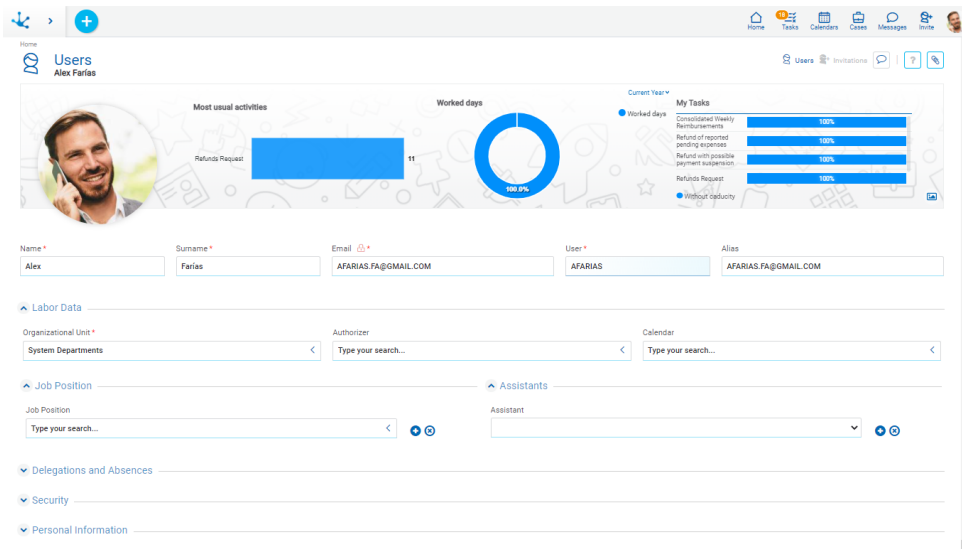 +
18
Home
Tasks
Calendars
Cases
Messages
Invite
Home
Users
Alex Farías
Users
Invitations
?
Most usual activities
Refunds Request
11
Worked days
100.0%
Current Year
Worked days
My Tasks
Consolidated Weekly
Reimbursements
100%
Refund of reported
pending expenses
100%
Refund with possible
payment suspension
100%
Refunds Request
100%
Without caducity
Name *
Surname *
Email *
User *
Alias
Alex
Farías
AFARIAS.FA@GMAIL.COM
AFARIAS
AFARIAS.FA@GMAIL.COM
Labor Data
Organizational Unit *
Authorizer
Calendar
System Departments
Type your search...
Type your search...
Job Position
Assistants
Job Position
Assistant
Type your search...
Delegations and Absences
Security
Personal Information